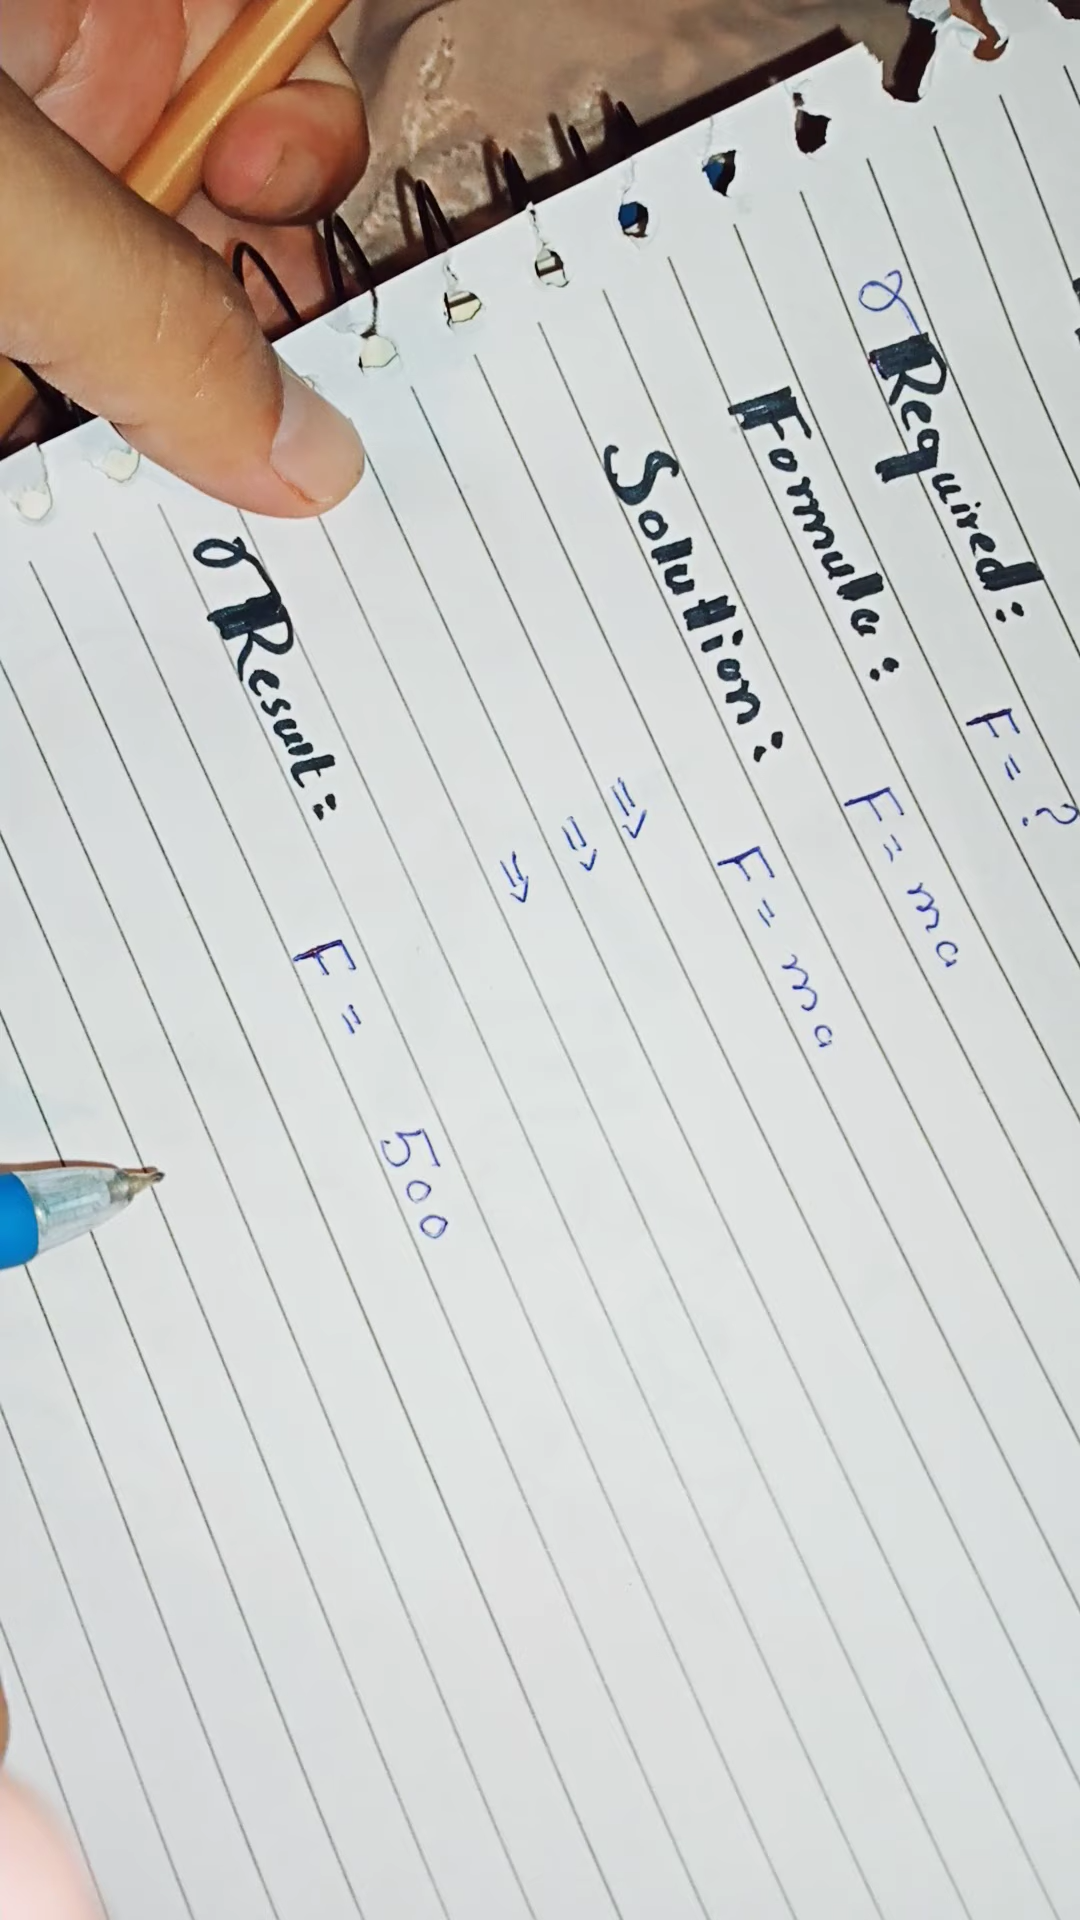 Required: F = ?
Formula: F = ma
Solution: F = ma
⇒
⇒
⇒
Result: F = 500